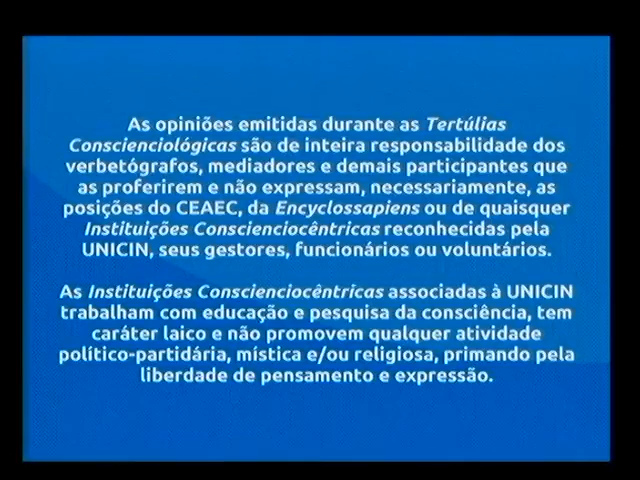 As opiniões emitidas durante as Tertúlias
Conscienciológicas são de inteira responsabilidade dos
verbetógrafos, mediadores e demais participantes que
as proferirem e não expressam, necessariamente, as
posições do CEAEC, da Encyclossapiens ou de quaisquer
Instituições Conscienciocêntricas reconhecidas pela
UNICIN, seus gestores, funcionários ou voluntários.
As Instituições Conscienciocêntricas associadas à UNICIN
trabalham com educação e pesquisa da consciência, tem
caráter laico e não promovem qualquer atividade
político-partidária, mística e/ou religiosa, primando pela
liberdade de pensamento e expressão.